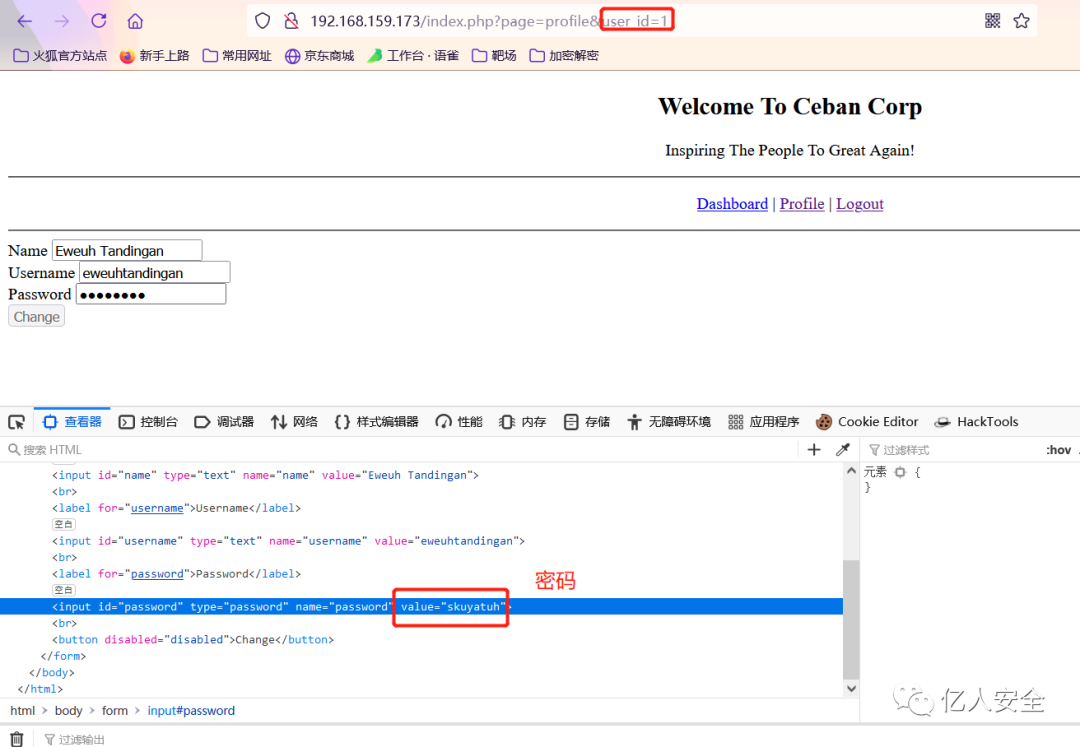 192.168.159.173/index.php?page=profile&user_id=1
火狐官方站点 新手上路 常用网址 京东商城 工作台 · 语雀 靶场 加密解密
Welcome To Ceban Corp
Inspiring The People To Great Again!
Dashboard | Profile | Logout
Name Eweuh Tandingan
Username eweuhtandingan
Password ●●●●●●●●
Change
查看器 控制台 调试器 网络 {} 样式编辑器 性能 内存 存储 无障碍环境 应用程序 Cookie Editor HackTools
搜索 HTML
过滤样式 :hov
<input id="name" type="text" name="name" value="Eweuh Tandingan">
<br>
<label for="username">Username</label>
空白
<input id="username" type="text" name="username" value="eweuhtandingan">
<br>
<label for="password">Password</label>
空白
<input id="password" type="password" name="password" value="skuyatuh">
<br>
<button disabled="disabled">Change</button>
</form>
</body>
</html>
密码
元素 {
}
html > body > form > input#password
过滤输出
亿人安全